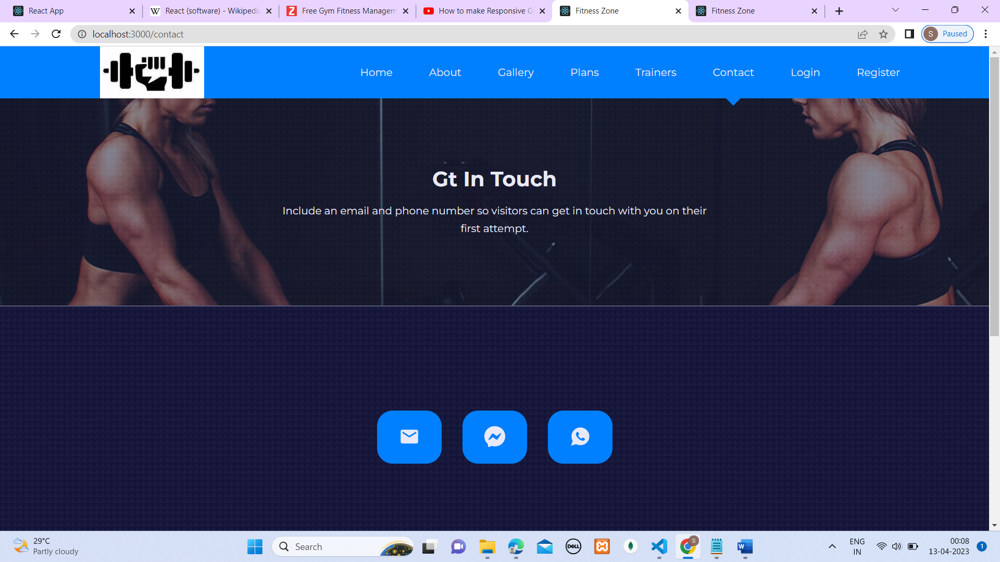 React App
React (software) - Wikipedia
Free Gym Fitness Managem
How to make Responsive G
Fitness Zone
Fitness Zone
localhost:3000/contact
S
Paused
Home
About
Gallery
Plans
Trainers
Contact
Login
Register
Gt In Touch
Include an email and phone number so visitors can get in touch with you on their
first attempt.
29°C
Partly cloudy
Search
DELL
S
W
ENG
IN
00:08
13-04-2023
1